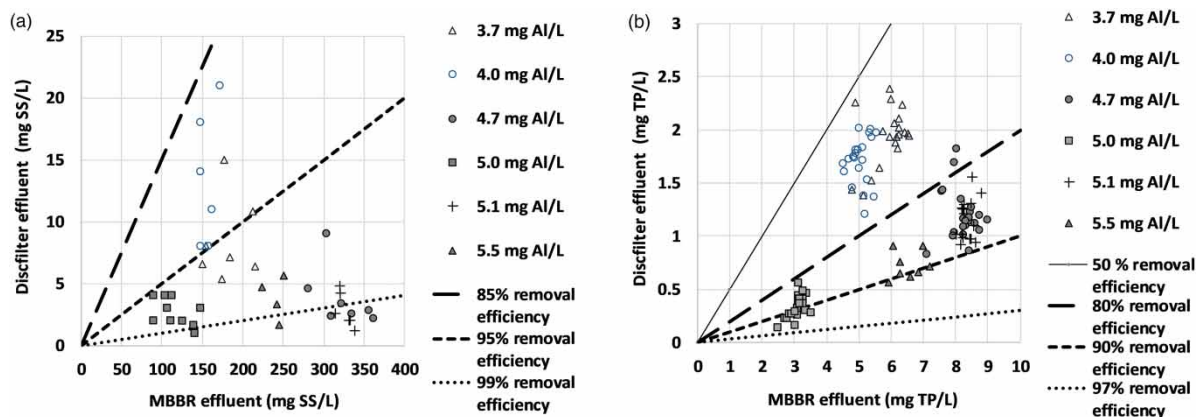 (a)
Discfilter effluent (mg SS/L)
25
20
15
10
5
0
0 50 100 150 200 250 300 350 400
MBBR effluent (mg SS/L)
3.7 mg Al/L
4.0 mg Al/L
4.7 mg Al/L
5.0 mg Al/L
5.1 mg Al/L
5.5 mg Al/L
85% removal
efficiency
95% removal
efficiency
99% removal
efficiency
(b)
Discfilter effluent (mg TP/L)
3
2.5
2
1.5
1
0.5
0
0 1 2 3 4 5 6 7 8 9 10
MBBR effluent (mg TP/L)
3.7 mg Al/L
4.0 mg Al/L
4.7 mg Al/L
5.0 mg Al/L
5.1 mg Al/L
5.5 mg Al/L
50 % removal
efficiency
80% removal
efficiency
90% removal
efficiency
97% removal
efficiency